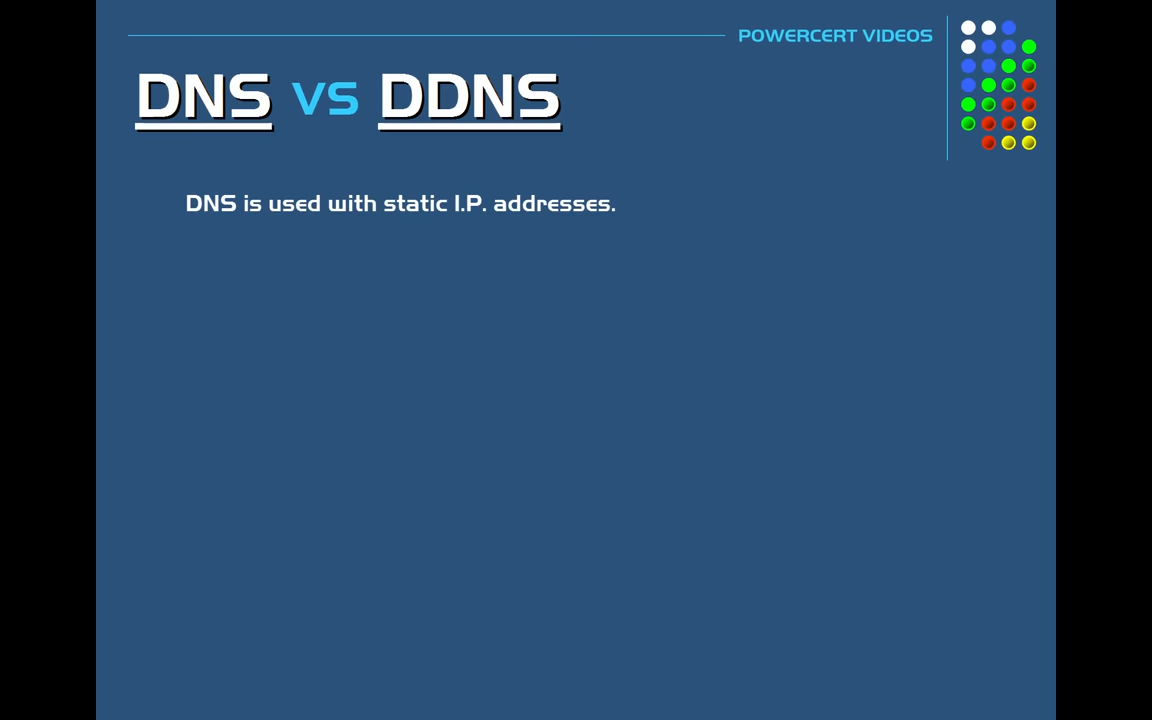 POWERCERT VIDEOS
DNS VS DDNS
DNS is used with static I.P. addresses.